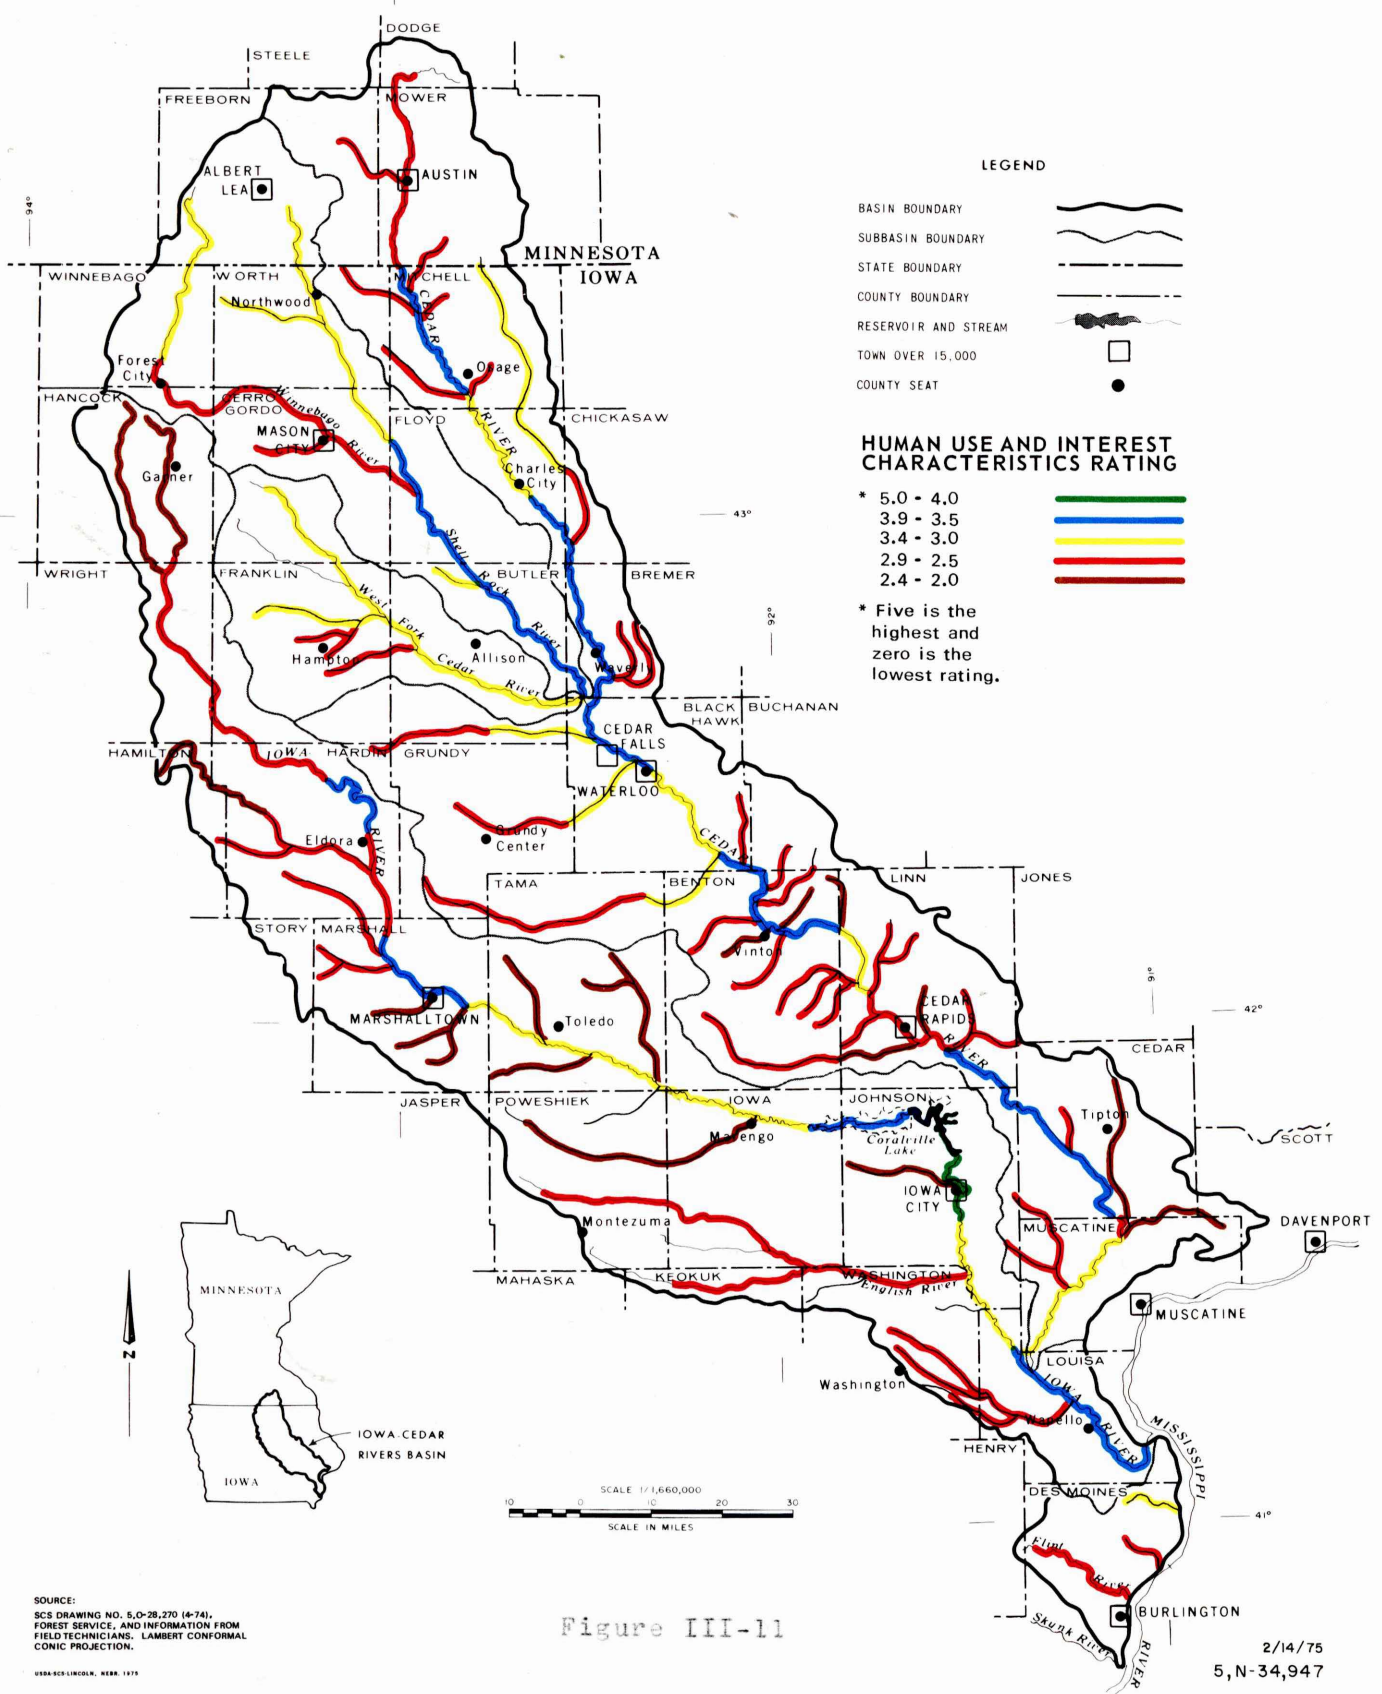 DODGE
STEELE
FREEBORN
MOWER
ALBERT
LEA
AUSTIN
94°
MINNESOTA
IOWA
WINNEBAGO
WORTH
MITCHELL
Northwood
CEDAR
Forest
City
Osage
HANCOCK
CERRO
GORDO
Winnebago
River
FLOYD
RIVER
CHICKASAW
MASON
CITY
Garner
Charles
City
43°
Shell
Rock
River
WRIGHT
FRANKLIN
BUTLER
BREMER
92°
West
Fork
Cedar
River
Hampton
Allison
Waverly
BLACK
HAWK
BUCHANAN
CEDAR
FALLS
HAMILTON
IOWA
HARDIN
GRUNDY
WATERLOO
Eldora
RIVER
Grundy
Center
CEDAR
TAMA
BENTON
LINN
JONES
STORY
MARSHALL
Vinton
MARSHALLTOWN
Toledo
CEDAR
RAPIDS
RIVER
91°
42°
CEDAR
JASPER
POWESHIEK
IOWA
JOHNSON
Marengo
Coralville
Lake
Tipton
SCOTT
IOWA
CITY
Montezuma
MUSCATINE
DAVENPORT
MAHASKA
KEOKUK
WASHINGTON
English River
MUSCATINE
LOUISA
Washington
IOWA
RIVER
Wapello
HENRY
MISSISSIPPI
RIVER
DES MOINES
41°
Flint
River
BURLINGTON
Skunk River
LEGEND
BASIN BOUNDARY
SUBBASIN BOUNDARY
STATE BOUNDARY
COUNTY BOUNDARY
RESERVOIR AND STREAM
TOWN OVER 15,000
COUNTY SEAT
HUMAN USE AND INTEREST
CHARACTERISTICS RATING
* 5.0 - 4.0
3.9 - 3.5
3.4 - 3.0
2.9 - 2.5
2.4 - 2.0
* Five is the
highest and
zero is the
lowest rating.
N
MINNESOTA
IOWA
IOWA-CEDAR
RIVERS BASIN
SCALE 1/1,660,000
10 0 10 20 30
SCALE IN MILES
SOURCE:
SCS DRAWING NO. 5,0-28,270 (4-74),
FOREST SERVICE, AND INFORMATION FROM
FIELD TECHNICIANS. LAMBERT CONFORMAL
CONIC PROJECTION.
USDA-SCS-LINCOLN, NEBR. 1975
Figure III-11
2/14/75
5,N-34,947